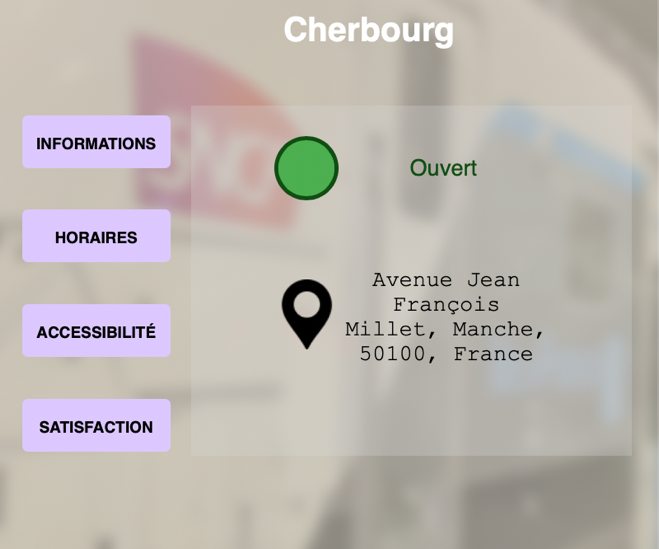 Cherbourg
INFORMATIONS
HORAIRES
ACCESSIBILITÉ
SATISFACTION
Ouvert
Avenue Jean
François
Millet, Manche,
50100, France